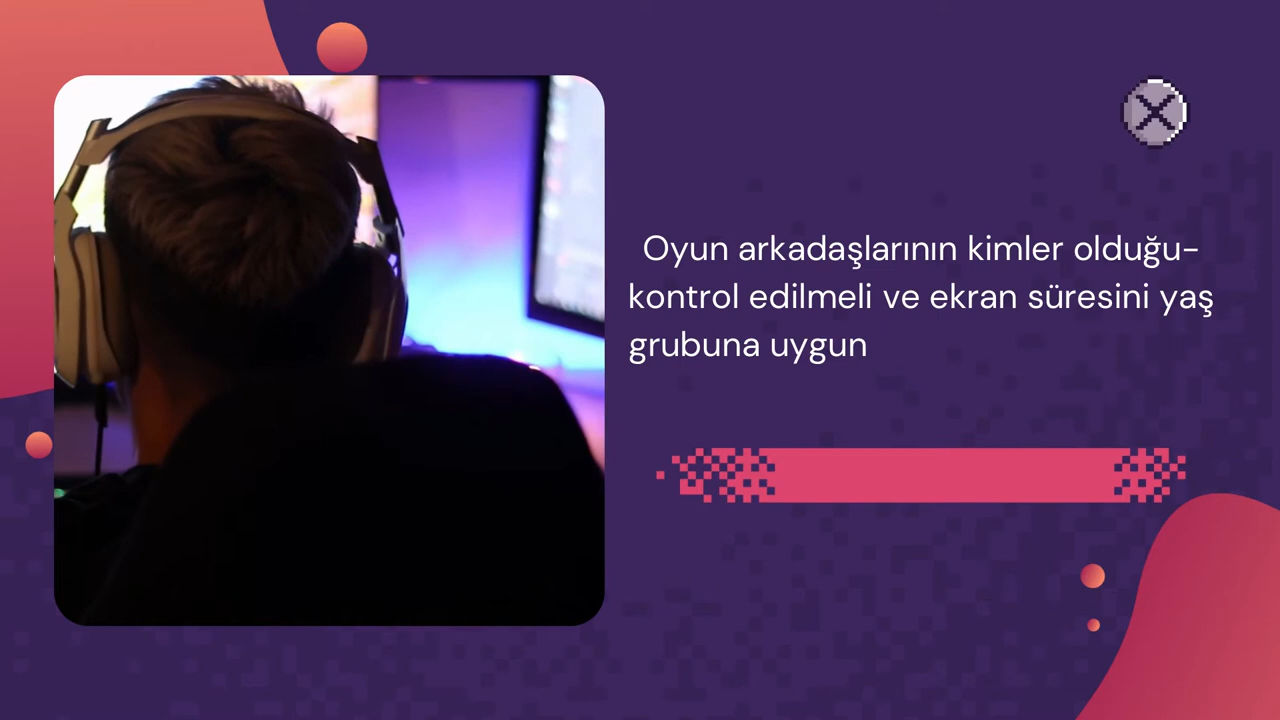 Oyun arkadaşlarının kimler olduğu-
kontrol edilmeli ve ekran süresini yaş
grubuna uygun